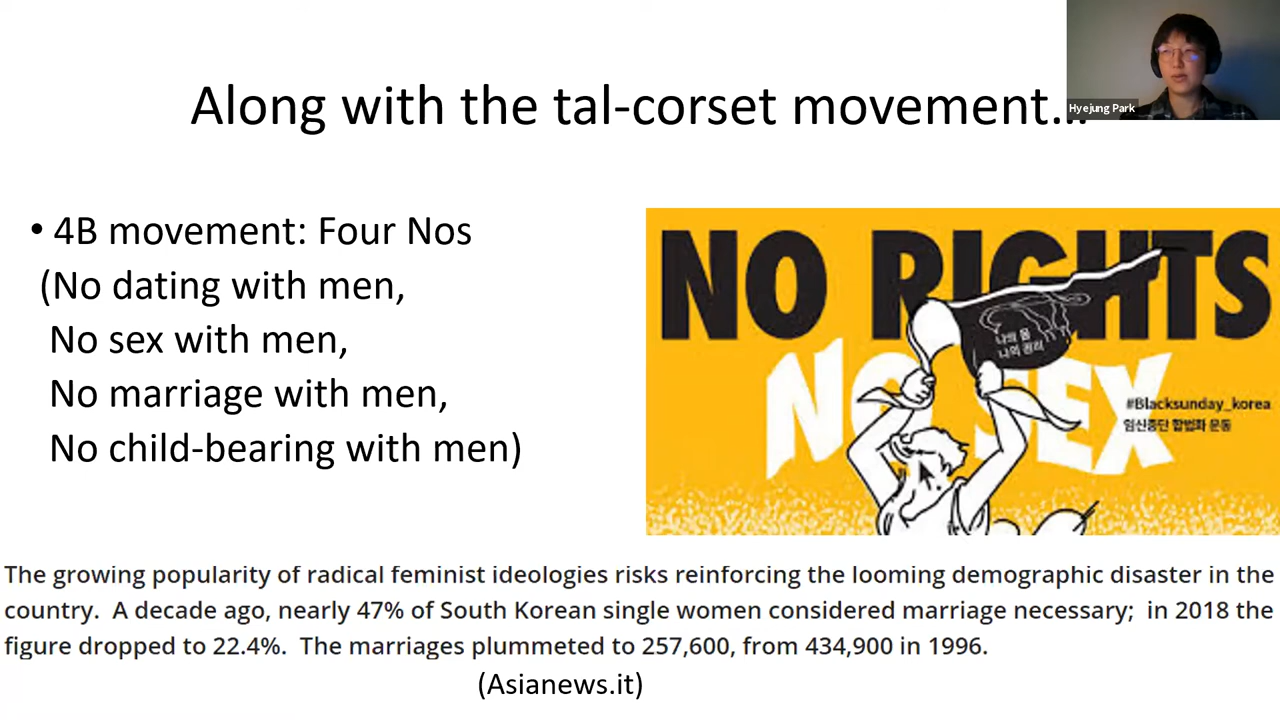 Along with the tal-corset movement...
Hyejung Park
• 4B movement: Four Nos
(No dating with men,
No sex with men,
No marriage with men,
No child-bearing with men)
NO RIGHTS
나의 몸
나의 권리
NO SEX
#Blacksunday_korea
임신중단 합법화 운동
The growing popularity of radical feminist ideologies risks reinforcing the looming demographic disaster in the
country. A decade ago, nearly 47% of South Korean single women considered marriage necessary; in 2018 the
figure dropped to 22.4%. The marriages plummeted to 257,600, from 434,900 in 1996.
(Asianews.it)